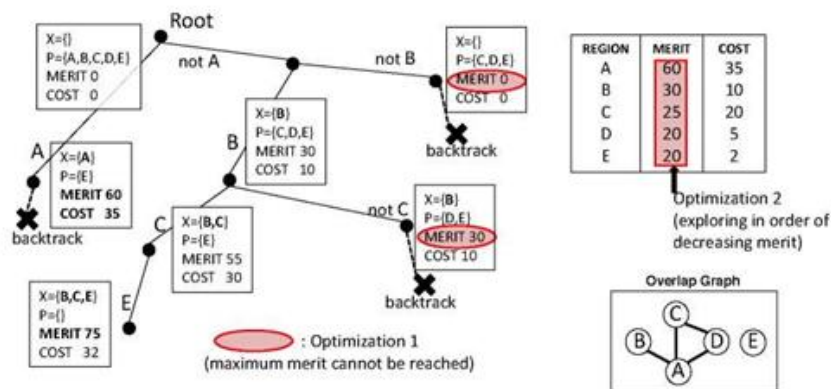 Root
X={}
P={A,B,C,D,E}
MERIT 0
COST 0
not A
not B
X={}
P={C,D,E}
MERIT 0
COST 0
backtrack
A
X={A}
P={E}
MERIT 60
COST 35
backtrack
B
X={B}
P={C,D,E}
MERIT 30
COST 10
C
X={B,C}
P={E}
MERIT 55
COST 30
not C
X={B}
P={D,E}
MERIT 30
COST 10
backtrack
E
X={B,C,E}
P={}
MERIT 75
COST 32
: Optimization 1
(maximum merit cannot be reached)
REGION MERIT COST
A 60 35
B 30 10
C 25 20
D 20 5
E 20 2
Optimization 2
(exploring in order of
decreasing merit)
Overlap Graph
C
B D E
A